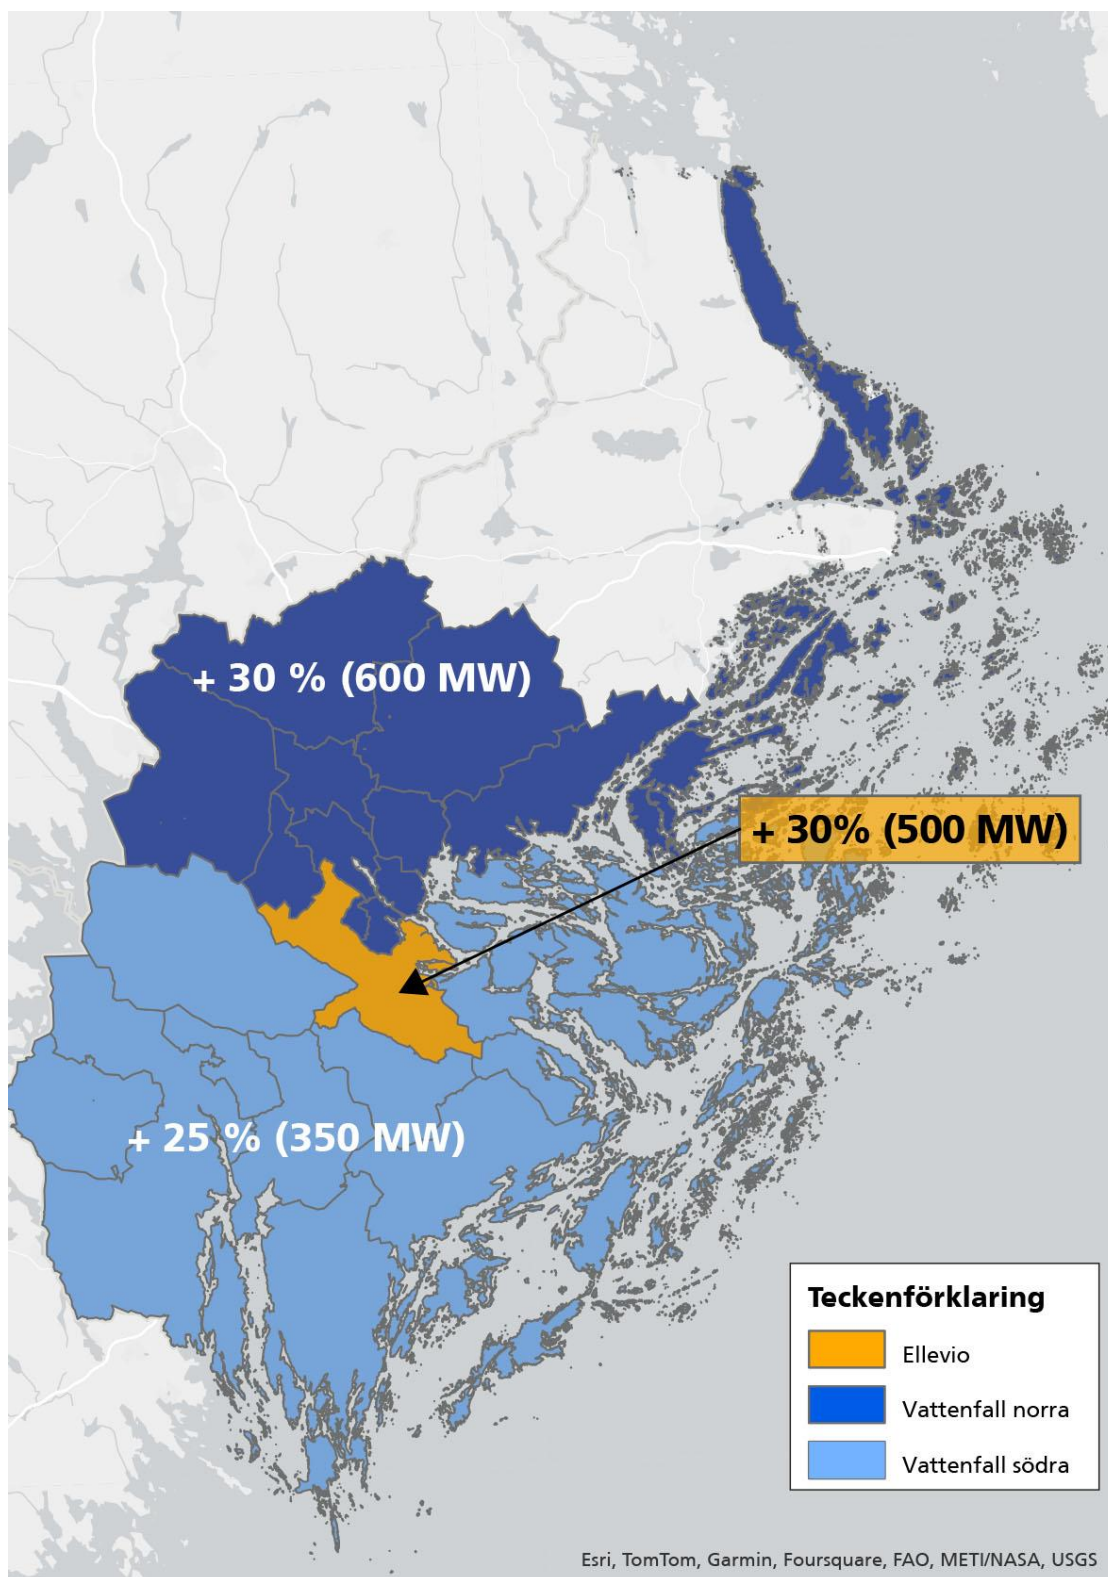 + 30 % (600 MW)
+ 30% (500 MW)
+ 25 % (350 MW)
Teckenförklaring
Ellevio
Vattenfall norra
Vattenfall södra
Esri, TomTom, Garmin, Foursquare, FAO, METI/NASA, USGS